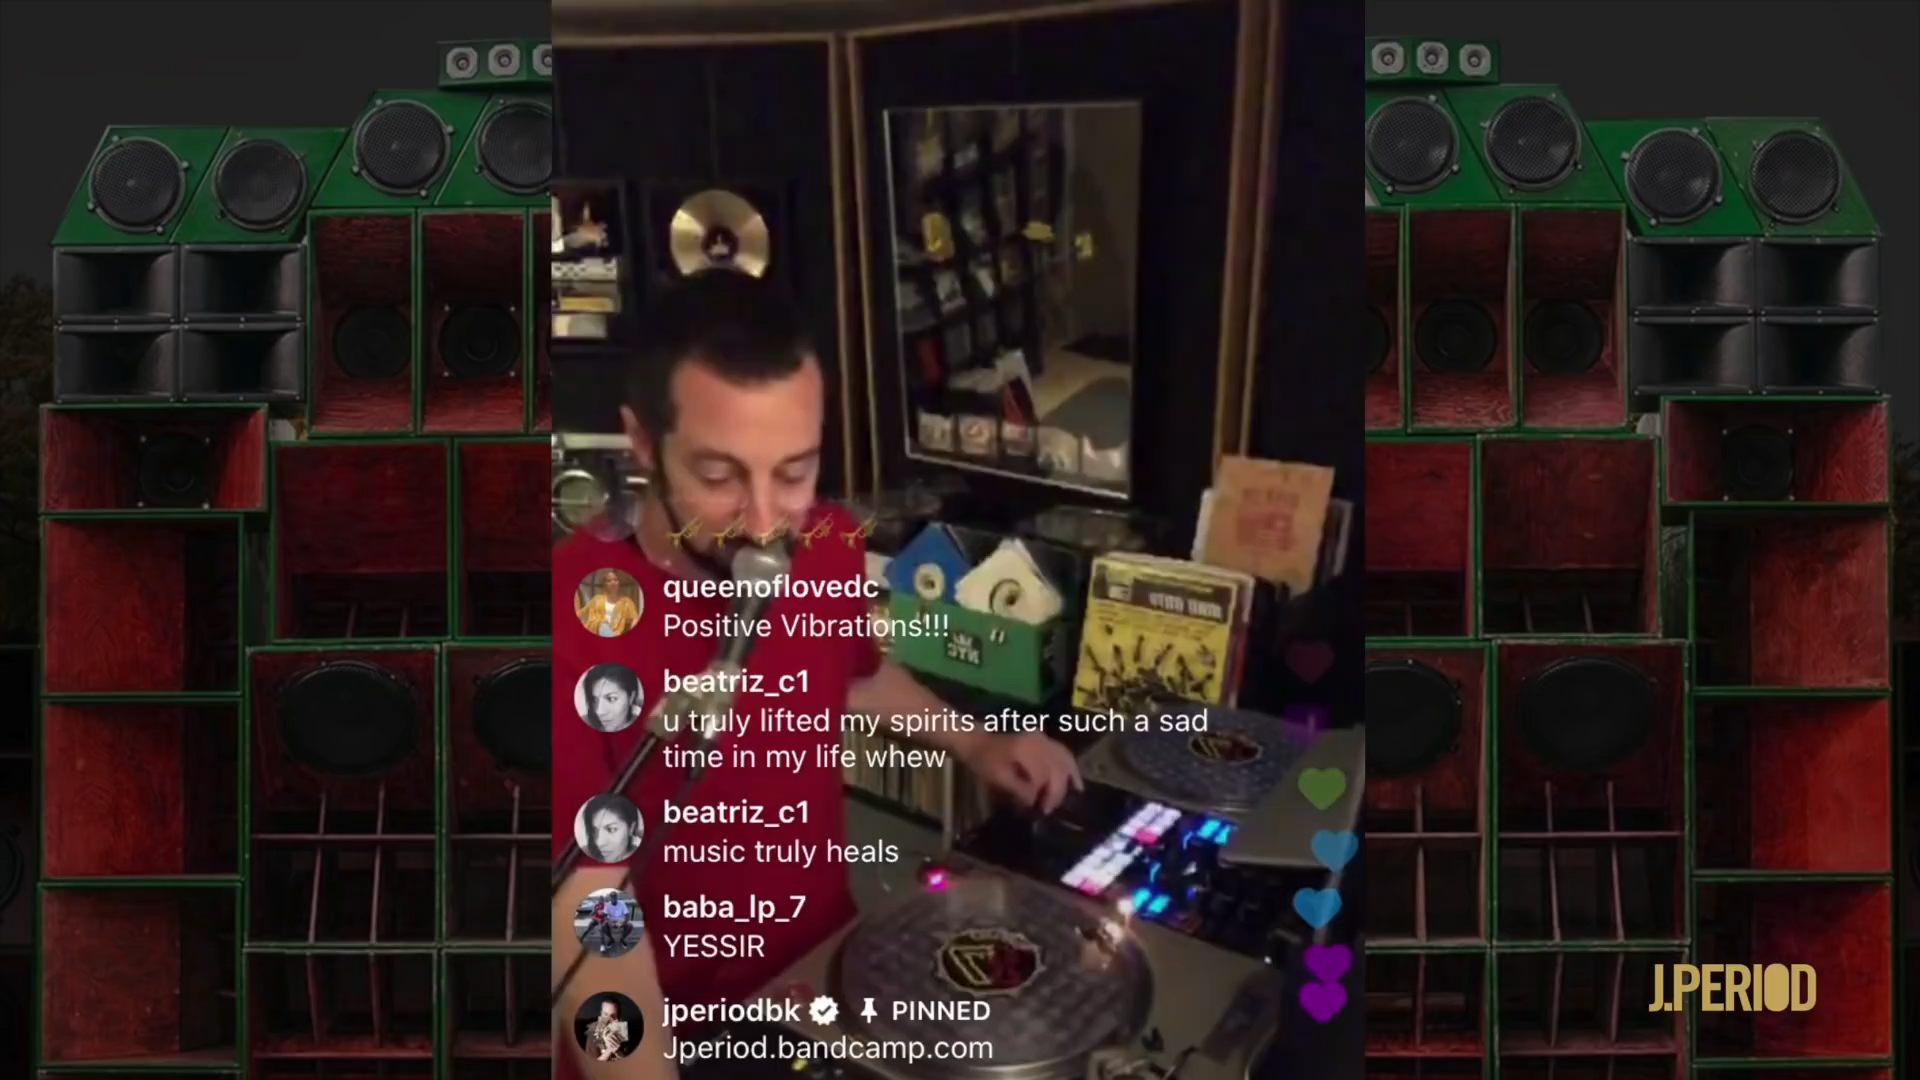 queenoflovedc
Positive Vibrations!!!
beatriz_c1
u truly lifted my spirits after such a sad
time in my life whew
beatriz_c1
music truly heals
baba_lp_7
YESSIR
jperiodbk PINNED
Jperiod.bandcamp.com
J.PERIOD